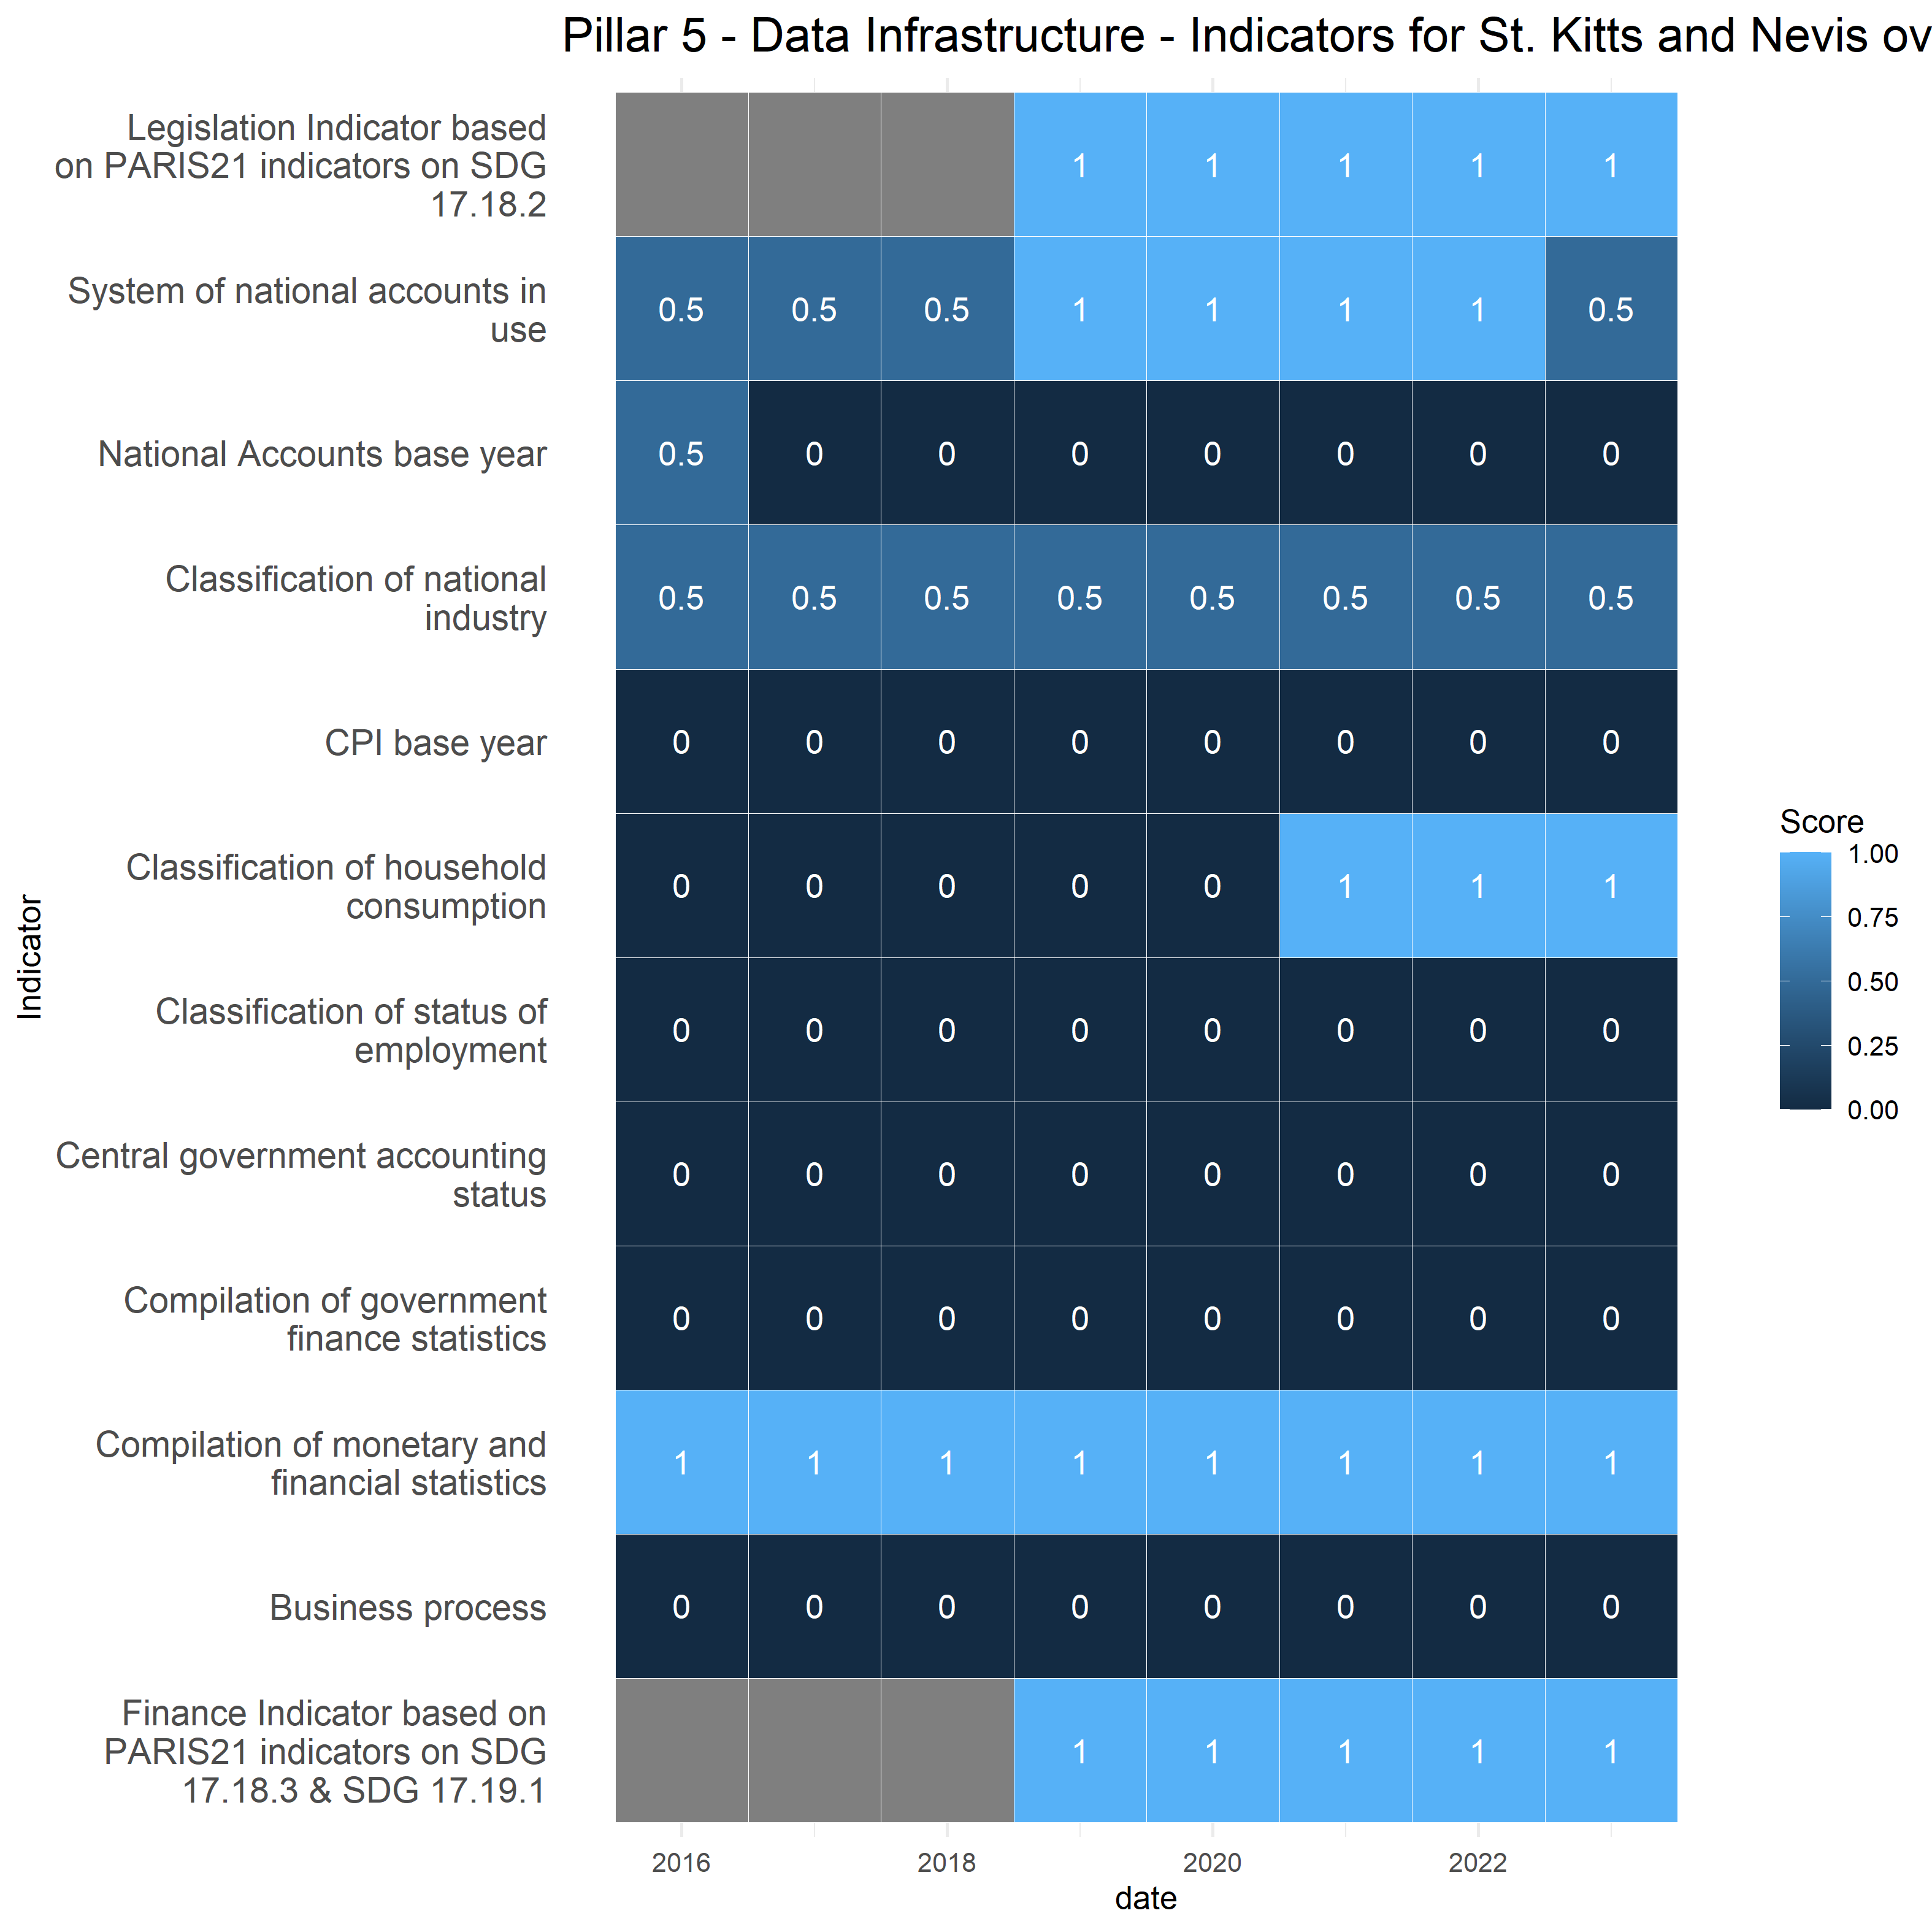 Pillar 5 - Data Infrastructure - Indicators for St. Kitts and Nevis ov
Legislation Indicator based
on PARIS21 indicators on SDG
17.18.2
1 1 1 1 1
System of national accounts in
use
0.5 0.5 0.5 1 1 1 1 0.5
National Accounts base year
0.5 0 0 0 0 0 0 0
Classification of national
industry
0.5 0.5 0.5 0.5 0.5 0.5 0.5 0.5
CPI base year
0 0 0 0 0 0 0 0
Classification of household
consumption
0 0 0 0 0 1 1 1
Classification of status of
employment
0 0 0 0 0 0 0 0
Central government accounting
status
0 0 0 0 0 0 0 0
Compilation of government
finance statistics
0 0 0 0 0 0 0 0
Compilation of monetary and
financial statistics
1 1 1 1 1 1 1 1
Business process
0 0 0 0 0 0 0 0
Finance Indicator based on
PARIS21 indicators on SDG
17.18.3 & SDG 17.19.1
1 1 1 1 1
2016 2018 2020 2022
date
Indicator
Score
1.00
0.75
0.50
0.25
0.00